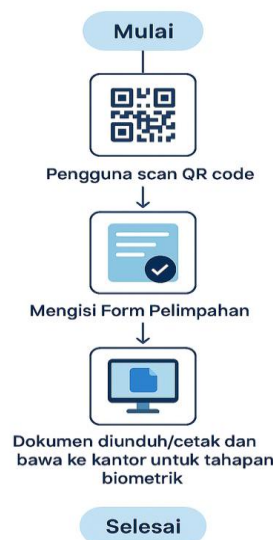 Mulai
Pengguna scan QR code
Mengisi Form Pelimpahan
Dokumen diunduh/cetak dan
bawa ke kantor untuk tahapan
biometrik
Selesai